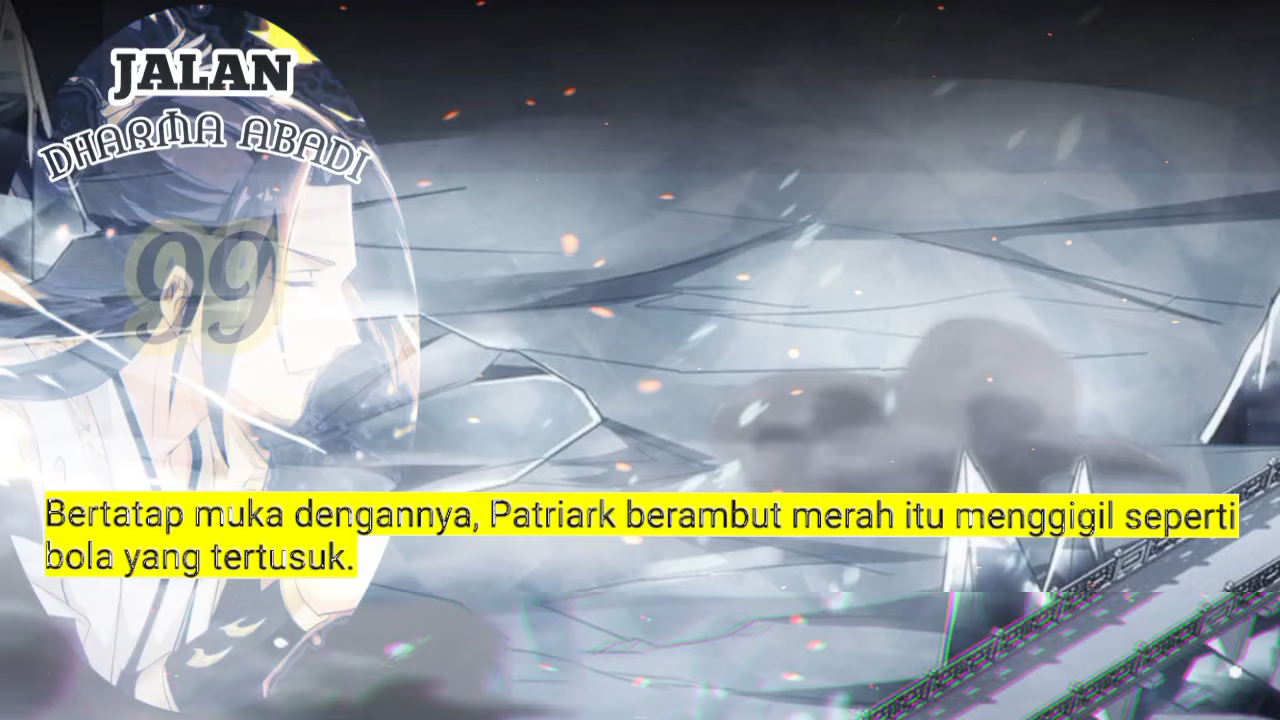 JALAN
DHARMA ABADI
99
Bertatap muka dengannya, Patriark berambut merah itu menggigil seperti
bola yang tertusuk.